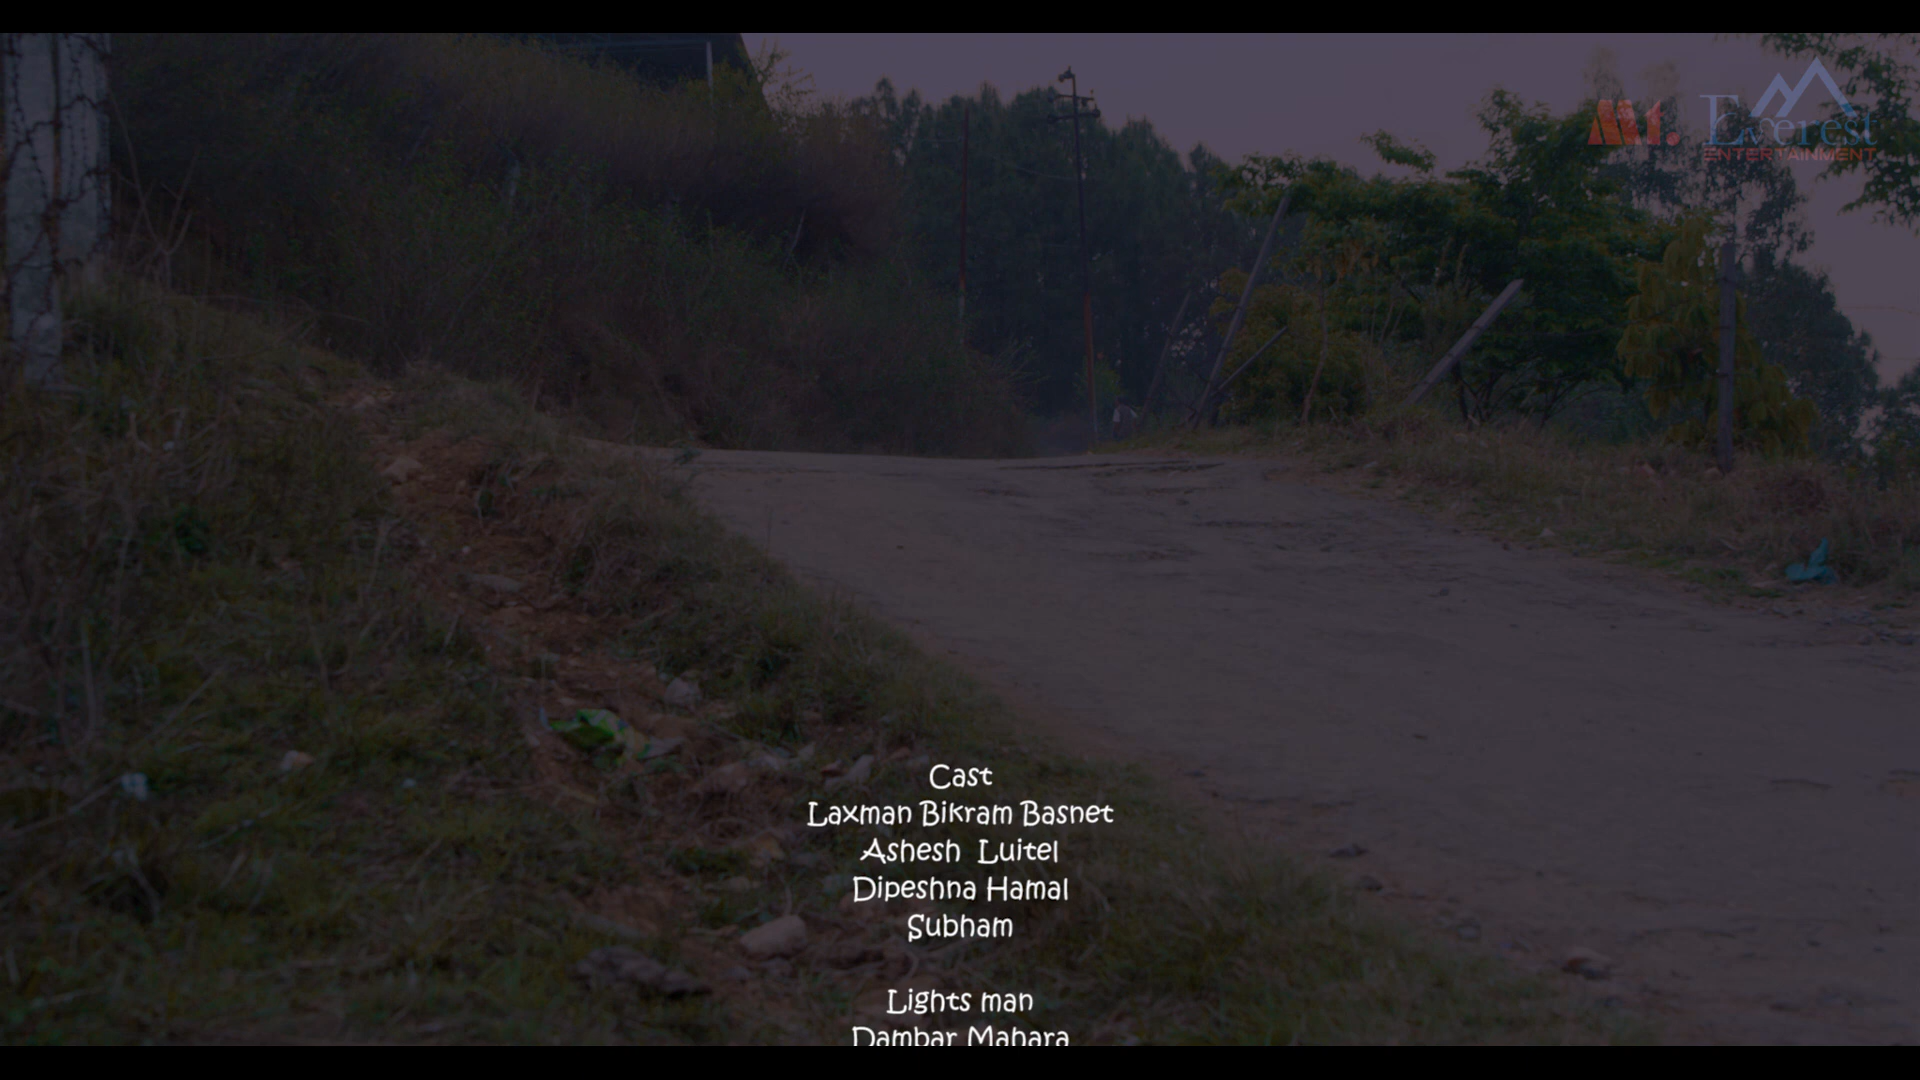 Mt. Everest
ENTERTAINMENT
Cast
Laxman Bikram Basnet
Ashesh Luitel
Dipeshna Hamal
Subham
Lights man
Dambar Mahara